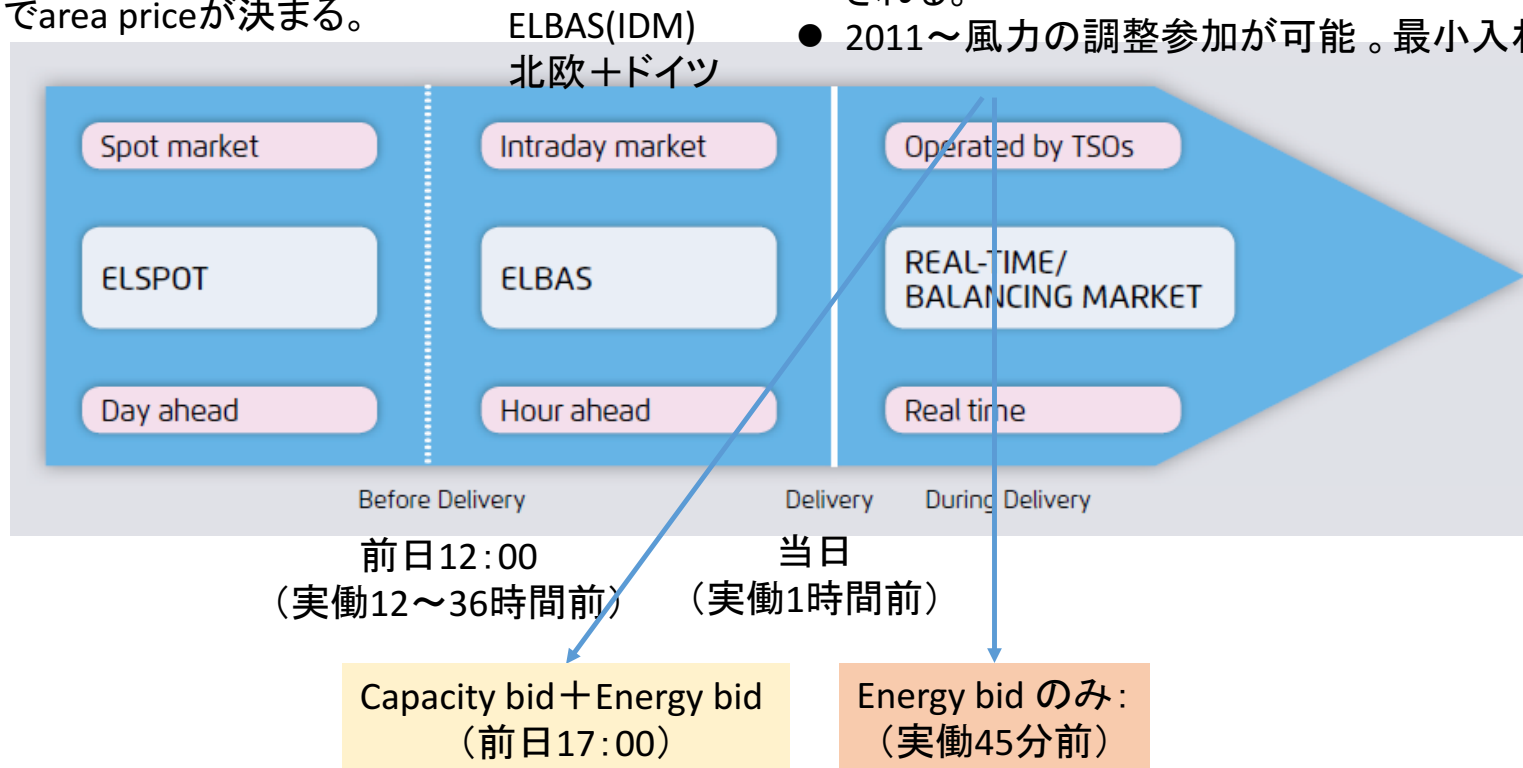 でarea priceが決まる。
ELBAS(IDM)
北欧＋ドイツ
される。
● 2011～風力の調整参加が可能 。最小入
Spot market
Intraday market
Operated by TSOs
ELSPOT
ELBAS
REAL-TIME/
BALANCING MARKET
Day ahead
Hour ahead
Real time
Before Delivery
Delivery
During Delivery
前日12：00
（実働12～36時間前）
当日
（実働1時間前）
Capacity bid＋Energy bid
（前日17：00）
Energy bid のみ：
（実働45分前）